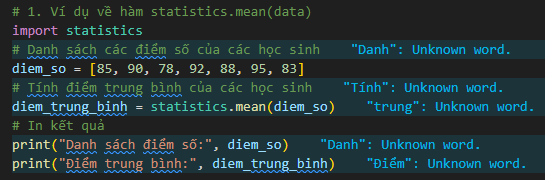 # 1. Ví dụ về hàm statistics.mean(data)
import statistics
# Danh sách các điểm số của các học sinh    "Danh": Unknown word.
diem_so = [85, 90, 78, 92, 88, 95, 83]
# Tính điểm trung bình của các học sinh    "Tính": Unknown word.
diem_trung_binh = statistics.mean(diem_so)    "trung": Unknown word.
# In kết quả
print("Danh sách điểm số:", diem_so)    "Danh": Unknown word.
print("Điểm trung bình:", diem_trung_binh)    "Điểm": Unknown word.